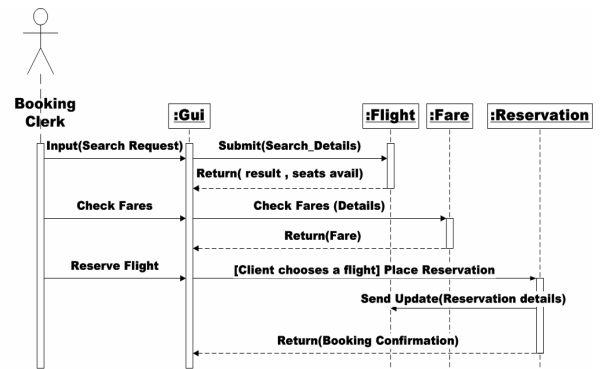 Booking
Clerk
:Gui
:Flight
:Fare
:Reservation
Input(Search Request)
Submit(Search_Details)
Return( result , seats avail)
Check Fares
Check Fares (Details)
Return(Fare)
Reserve Flight
[Client chooses a flight] Place Reservation
Send Update(Reservation details)
Return(Booking Confirmation)